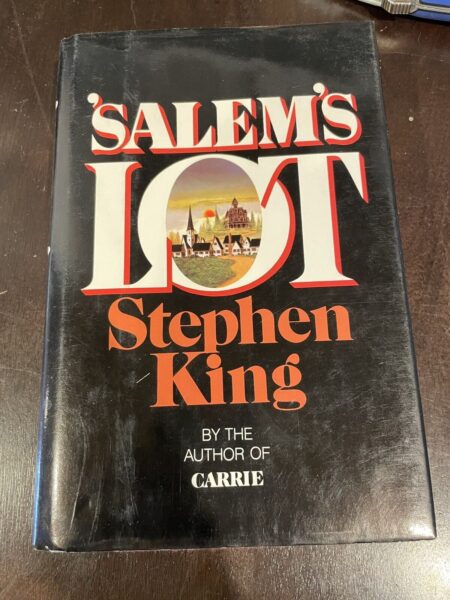 'SALEM'S
LOT
Stephen
King
BY THE
AUTHOR OF
CARRIE